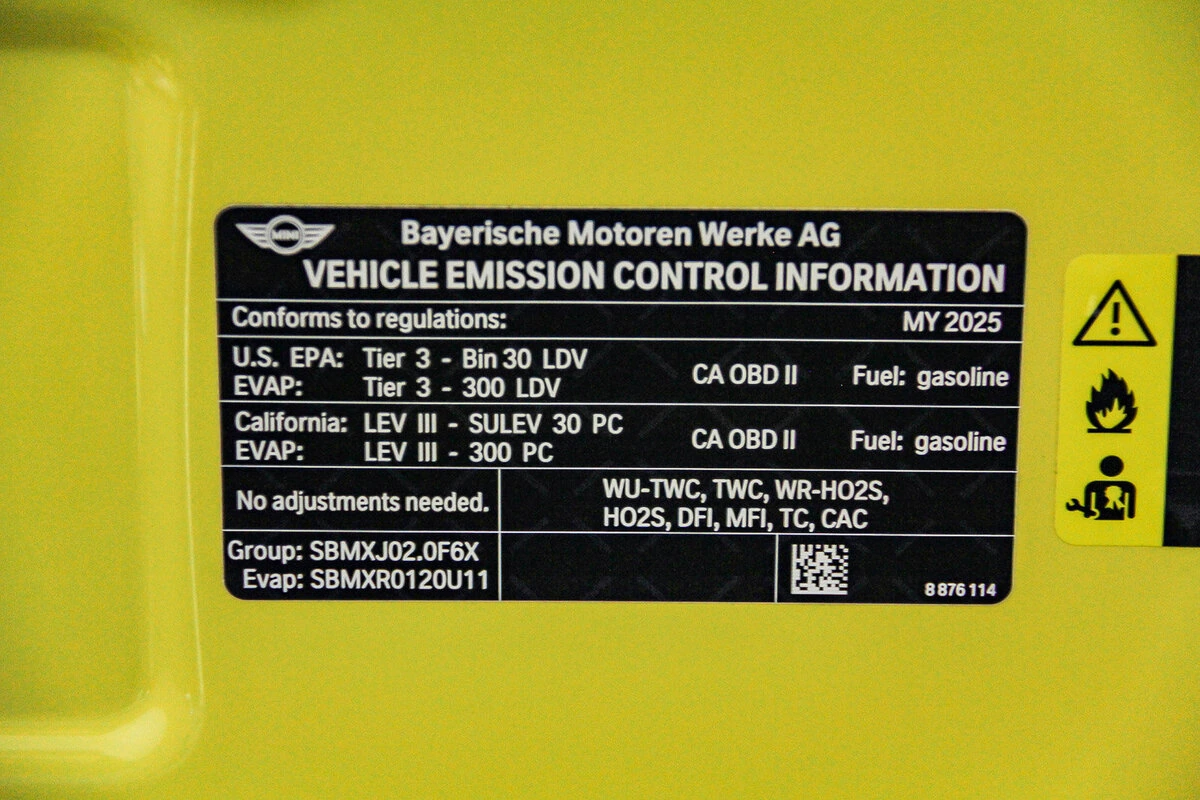 MINI
Bayerische Motoren Werke AG
VEHICLE EMISSION CONTROL INFORMATION
Conforms to regulations: MY 2025
U.S. EPA: Tier 3 - Bin 30 LDV
EVAP: Tier 3 - 300 LDV
CA OBD II Fuel: gasoline
California: LEV III - SULEV 30 PC
EVAP: LEV III - 300 PC
CA OBD II Fuel: gasoline
No adjustments needed.
WU-TWC, TWC, WR-HO2S,
HO2S, DFI, MFI, TC, CAC
Group: SBMXJ02.0F6X
Evap: SBMXR0120U11
8 876 114